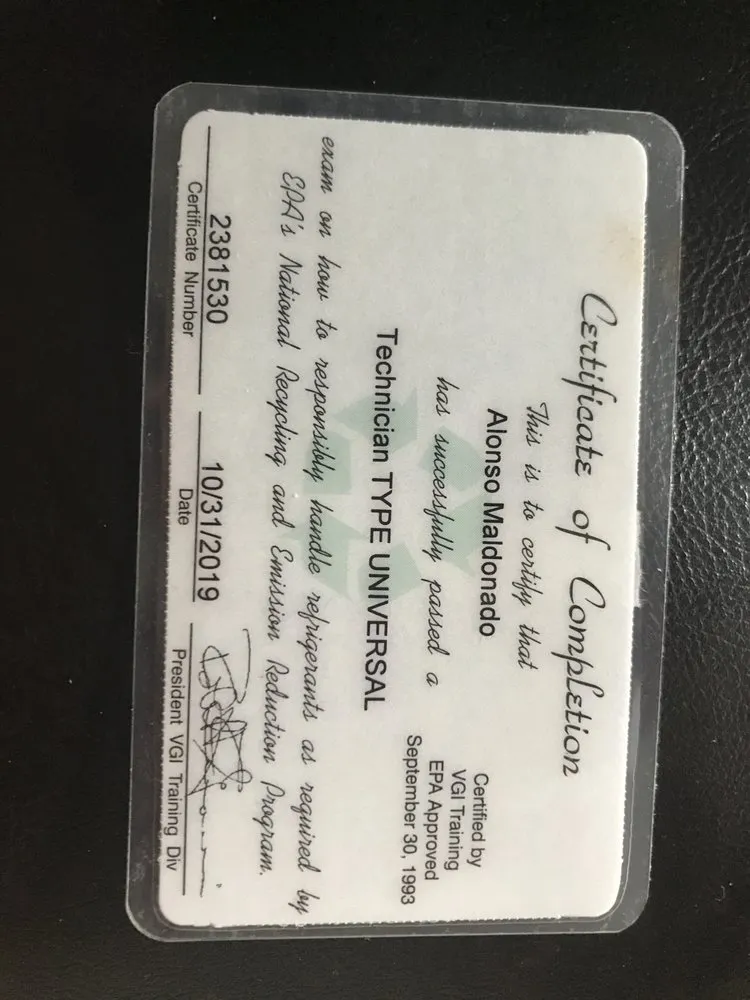 Certificate of Completion
This is to certify that
Alonso Maldonado
has successfully passed a
Certified by
VGI Training
EPA Approved
September 30, 1993
Technician TYPE UNIVERSAL
exam on how to responsibly handle refrigerants as required by
EPA's National Recycling and Emission Reduction Program.
2381530
Certificate Number
10/31/2019
Date
President VGI Training Div